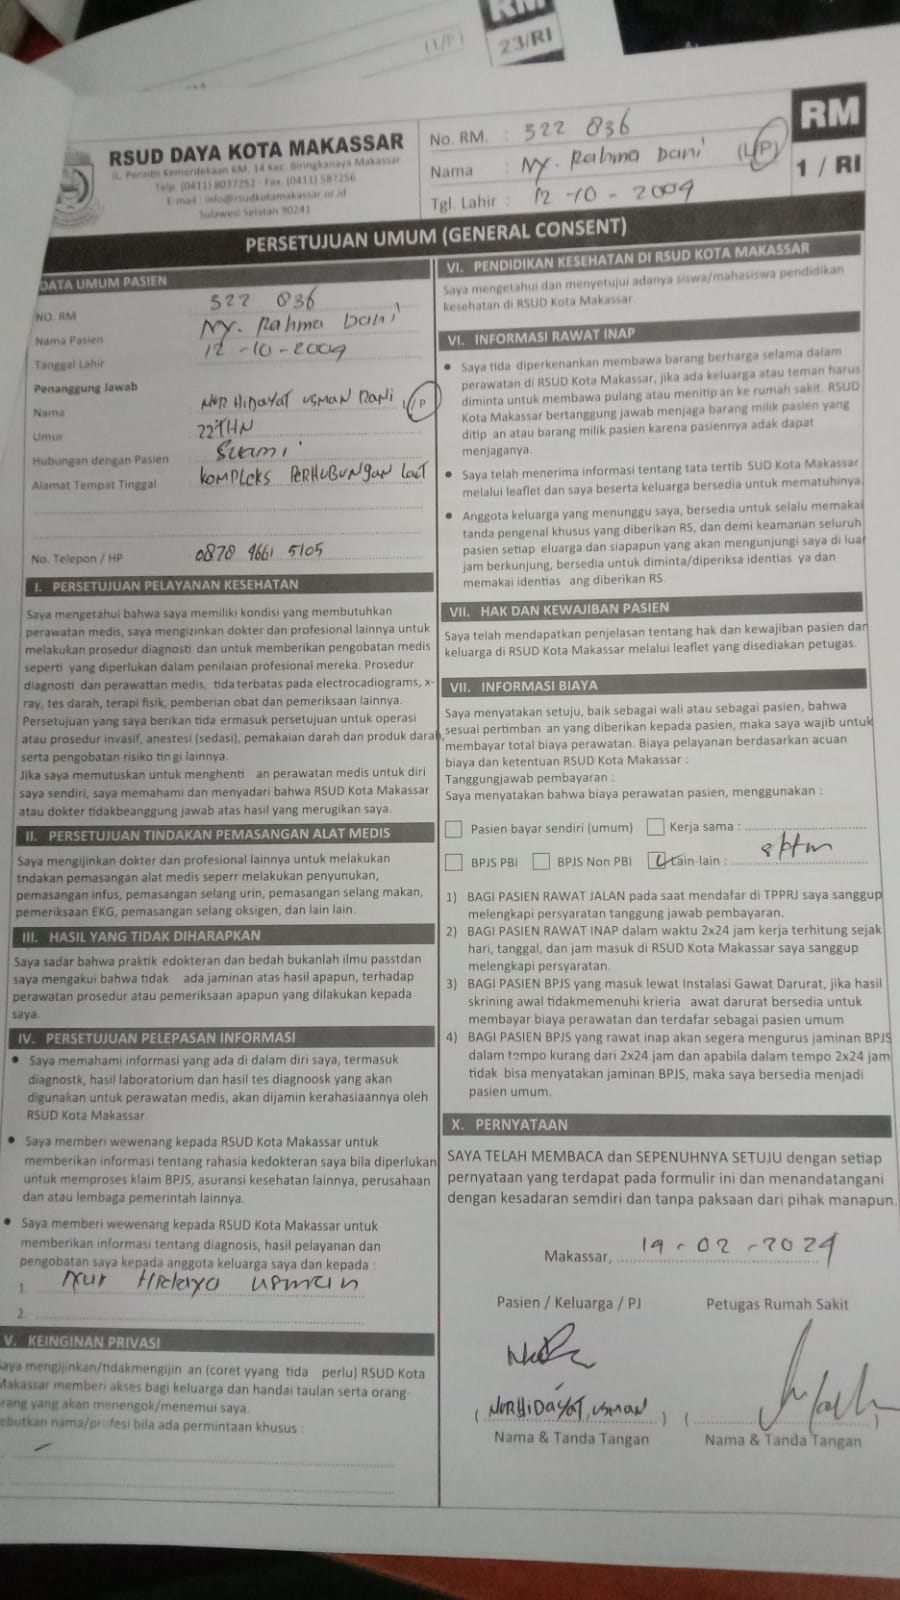 RM
23/RI
(L/P)
RSUD DAYA KOTA MAKASSAR
JL. Perintis Kemerdekaan KM. 14 Kec. Biringkanaya Makassar
Telp. (0411) 8037252 - Fax. (0411) 587256
E.mail : info@rsudkotamakassar.or.id
Sulawesi Selatan 90241
No. RM. : 322 836
Nama : NY. Rahma Dani (L/P)
Tgl. Lahir : 12 -10 - 2009
RM
1 / RI
PERSETUJUAN UMUM (GENERAL CONSENT)
DATA UMUM PASIEN
NO. RM : 322 836
Nama Pasien : NY. Rahma Dani
Tanggal Lahir : 12 -10 - 2009
Penanggung Jawab
Nama : NUR HIDAYAT USMAN DANI L/P
Umur : 22 THN
Hubungan dengan Pasien : Suami
Alamat Tempat Tinggal : KOMPLEKS PERHUBUNGAN Laut
No. Telepon / HP : 0878 4661 5105
I. PERSETUJUAN PELAYANAN KESEHATAN
Saya mengetahui bahwa saya memiliki kondisi yang membutuhkan
perawatan medis, saya mengizinkan dokter dan profesional lainnya untuk
melakukan prosedur diagnosti dan untuk memberikan pengobatan medis
seperti yang diperlukan dalam penilaian profesional mereka. Prosedur
diagnosti dan perawattan medis, tida terbatas pada electrocadiograms, x-
ray, tes darah, terapi fisik, pemberian obat dan pemeriksaan lainnya.
Persetujuan yang saya berikan tida ermasuk persetujuan untuk operasi
atau prosedur invasif, anestesi (sedasi), pemakaian darah dan produk darah,
serta pengobatan risiko tin gi lainnya.
Jika saya memutuskan untuk menghenti an perawatan medis untuk diri
saya sendiri, saya memahami dan menyadari bahwa RSUD Kota Makassar
atau dokter tidakbeanggung jawab atas hasil yang merugikan saya.
II. PERSETUJUAN TINDAKAN PEMASANGAN ALAT MEDIS
Saya mengijinkan dokter dan profesional lainnya untuk melakukan
tndakan pemasangan alat medis seperr melakukan penyunukan,
pemasangan infus, pemasangan selang urin, pemasangan selang makan,
pemeriksaan EKG, pemasangan selang oksigen, dan lain lain.
III. HASIL YANG TIDAK DIHARAPKAN
Saya sadar bahwa praktik edokteran dan bedah bukanlah ilmu passtdan
saya mengakui bahwa tidak ada jaminan atas hasil apapun, terhadap
perawatan prosedur atau pemeriksaan apapun yang dilakukan kepada
saya.
IV. PERSETUJUAN PELEPASAN INFORMASI
• Saya memahami informasi yang ada di dalam diri saya, termasuk
diagnostk, hasil laboratorium dan hasil tes diagnoosk yang akan
digunakan untuk perawatan medis, akan dijamin kerahasiaannya oleh
RSUD Kota Makassar.
• Saya memberi wewenang kepada RSUD Kota Makassar untuk
memberikan informasi tentang rahasia kedokteran saya bila diperlukan
untuk memproses klaim BPJS, asuransi kesehatan lainnya, perusahaan
dan atau lembaga pemerintah lainnya.
• Saya memberi wewenang kepada RSUD Kota Makassar untuk
memberikan informasi tentang diagnosis, hasil pelayanan dan
pengobatan saya kepada anggota keluarga saya dan kepada :
1. Nur Hidaya usman
2.
V. KEINGINAN PRIVASI
Saya mengijinkan/tidakmengijin an (coret yyang tida perlu) RSUD Kota
Makassar memberi akses bagi keluarga dan handai taulan serta orang-
orang yang akan menengok/menemui saya.
Sebutkan nama/profesi bila ada permintaan khusus :
VI. PENDIDIKAN KESEHATAN DI RSUD KOTA MAKASSAR
Saya mengetahui dan menyetujui adanya siswa/mahasiswa pendidikan
kesehatan di RSUD Kota Makassar.
VI. INFORMASI RAWAT INAP
• Saya tida diperkenankan membawa barang berharga selama dalam
perawatan di RSUD Kota Makassar, jika ada keluarga atau teman harus
diminta untuk membawa pulang atau menitip an ke rumah sakit. RSUD
Kota Makassar bertanggung jawab menjaga barang milik pasien yang
ditip an atau barang milik pasien karena pasiennya adak dapat
menjaganya.
• Saya telah menerima informasi tentang tata tertib SUD Kota Makassar
melalui leaflet dan saya beserta keluarga bersedia untuk mematuhinya.
• Anggota keluarga yang menunggu saya, bersedia untuk selalu memakai
tanda pengenal khusus yang diberikan RS, dan demi keamanan seluruh
pasien setiap eluarga dan siapapun yang akan mengunjungi saya di luar
jam berkunjung, bersedia untuk diminta/diperiksa identias ya dan
memakai identias ang diberikan RS.
VII. HAK DAN KEWAJIBAN PASIEN
Saya telah mendapatkan penjelasan tentang hak dan kewajiban pasien dan
keluarga di RSUD Kota Makassar melalui leaflet yang disediakan petugas.
VII. INFORMASI BIAYA
Saya menyatakan setuju, baik sebagai wali atau sebagai pasien, bahwa
sesuai pertimban an yang diberikan kepada pasien, maka saya wajib untuk
membayar total biaya perawatan. Biaya pelayanan berdasarkan acuan
biaya dan ketentuan RSUD Kota Makassar :
Tanggungjawab pembayaran :
Saya menyatakan bahwa biaya perawatan pasien, menggunakan :
Pasien bayar sendiri (umum) Kerja sama :
BPJS PBI BPJS Non PBI Lain-lain :
1) BAGI PASIEN RAWAT JALAN pada saat mendafar di TPPRJ saya sanggup
melengkapi persyaratan tanggung jawab pembayaran.
2) BAGI PASIEN RAWAT INAP dalam waktu 2x24 jam kerja terhitung sejak
hari, tanggal, dan jam masuk di RSUD Kota Makassar saya sanggup
melengkapi persyaratan.
3) BAGI PASIEN BPJS yang masuk lewat Instalasi Gawat Darurat, jika hasil
skrining awal tidakmemenuhi krieria awat darurat bersedia untuk
membayar biaya perawatan dan terdafar sebagai pasien umum
4) BAGI PASIEN BPJS yang rawat inap akan segera mengurus jaminan BPJS
dalam tempo kurang dari 2x24 jam dan apabila dalam tempo 2x24 jam
tidak bisa menyatakan jaminan BPJS, maka saya bersedia menjadi
pasien umum.
X. PERNYATAAN
SAYA TELAH MEMBACA dan SEPENUHNYA SETUJU dengan setiap
pernyataan yang terdapat pada formulir ini dan menandatangani
dengan kesadaran semdiri dan tanpa paksaan dari pihak manapun.
Makassar, 19 - 02 - 2024
Pasien / Keluarga / PJ Petugas Rumah Sakit
( NURHIDAYAT, USMAN ) ( )
Nama & Tanda Tangan Nama & Tanda Tangan